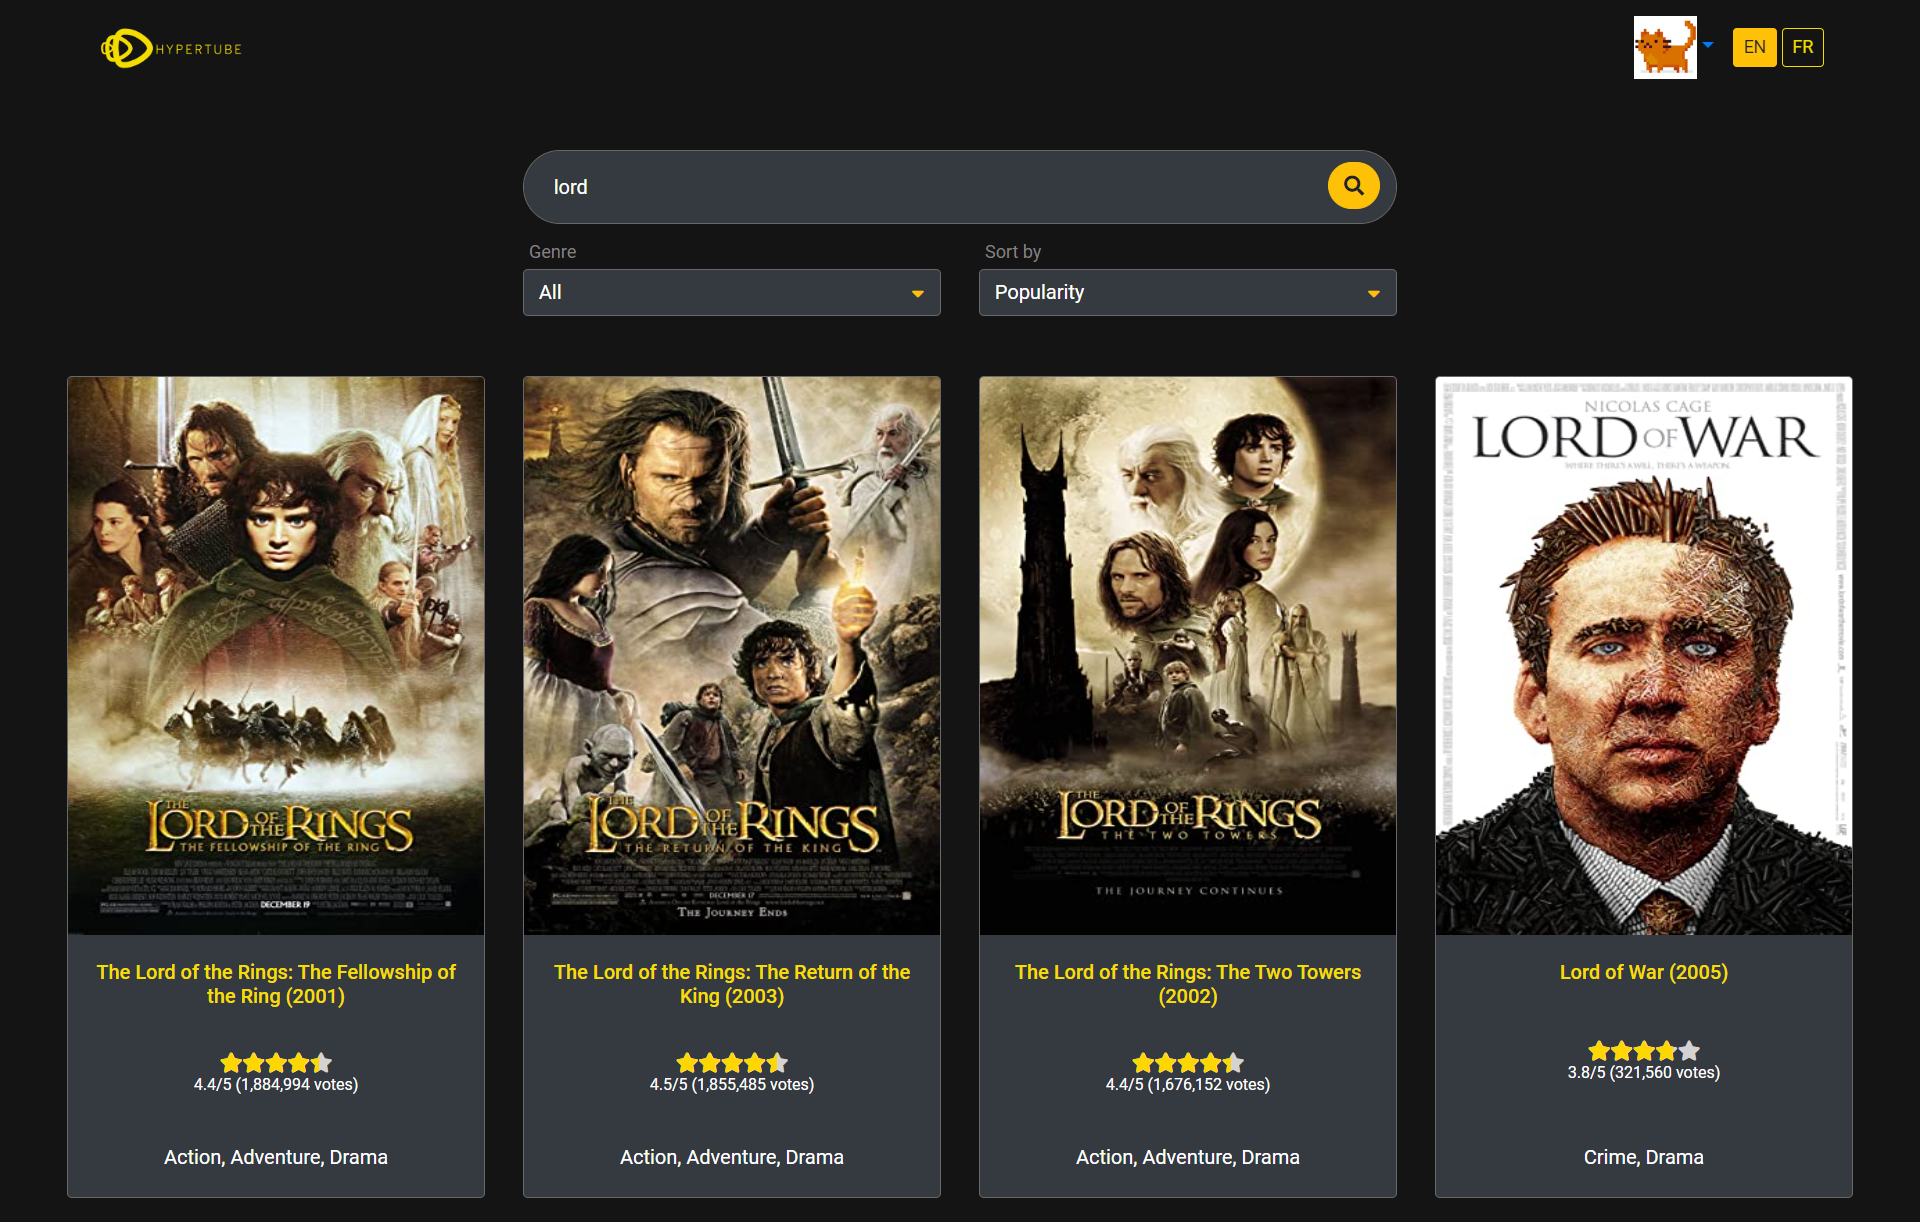 HYPERTUBE
EN
FR
lord
Genre
Sort by
All
Popularity
THE
LORD OF THE RINGS
THE FELLOWSHIP OF THE RING
DECEMBER 19
THE
LORD OF THE RINGS
THE RETURN OF THE KING
DECEMBER 17
THE JOURNEY ENDS
THE
LORD OF THE RINGS
THE TWO TOWERS
THE JOURNEY CONTINUES
NICOLAS CAGE
LORD OF WAR
WHERE THERE'S A WILL, THERE'S A WEAPON.
The Lord of the Rings: The Fellowship of
the Ring (2001)
4.4/5 (1,884,994 votes)
Action, Adventure, Drama
The Lord of the Rings: The Return of the
King (2003)
4.5/5 (1,855,485 votes)
Action, Adventure, Drama
The Lord of the Rings: The Two Towers
(2002)
4.4/5 (1,676,152 votes)
Action, Adventure, Drama
Lord of War (2005)
3.8/5 (321,560 votes)
Crime, Drama